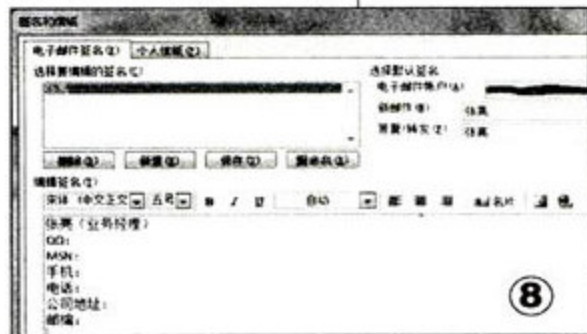 签名和信纸
电子邮件签名(E) 个人信纸(P)
选择要编辑的签名(C) 选择默认签名
电子邮件帐户(A)
新邮件(M)
答复/转发(F)
删除(D) 新建(N) 保存(S) 重命名(R)
编辑签名(T)
宋体 (中文正文 五号 B I U 自动 名片
(业务经理)
QQ:
MSN:
手机:
电话:
公司地址:
邮编:
8